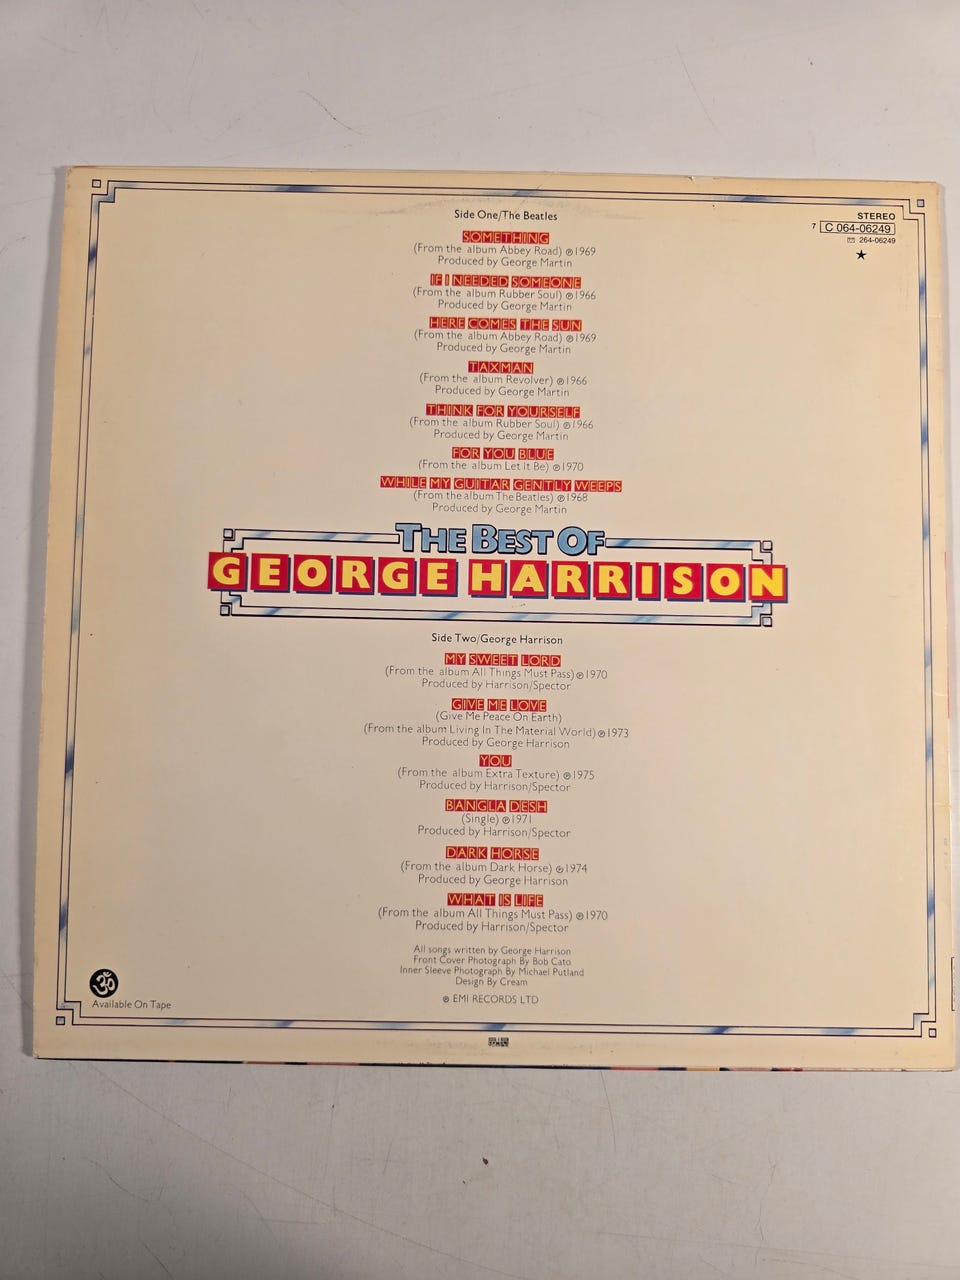 Side One/The Beatles
STEREO
7 C 064-06249
264-06249
SOMETHING
(From the album Abbey Road) ℗ 1969
Produced by George Martin
IF I NEEDED SOMEONE
(From the album Rubber Soul) ℗ 1966
Produced by George Martin
HERE COMES THE SUN
(From the album Abbey Road) ℗ 1969
Produced by George Martin
TAXMAN
(From the album Revolver) ℗ 1966
Produced by George Martin
THINK FOR YOURSELF
(From the album Rubber Soul) ℗ 1966
Produced by George Martin
FOR YOU BLUE
(From the album Let It Be) ℗ 1970
WHILE MY GUITAR GENTLY WEEPS
(From the album The Beatles) ℗ 1968
Produced by George Martin
THE BEST OF
GEORGE HARRISON
Side Two/George Harrison
MY SWEET LORD
(From the album All Things Must Pass) ℗ 1970
Produced by Harrison/Spector
GIVE ME LOVE
(Give Me Peace On Earth)
(From the album Living In The Material World) ℗ 1973
Produced by George Harrison
YOU
(From the album Extra Texture) ℗ 1975
Produced by Harrison/Spector
BANGLA DESH
(Single) ℗ 1971
Produced by Harrison/Spector
DARK HORSE
(From the album Dark Horse) ℗ 1974
Produced by George Harrison
WHAT IS LIFE
(From the album All Things Must Pass) ℗ 1970
Produced by Harrison/Spector
All songs written by George Harrison
Front Cover Photograph By Bob Cato
Inner Sleeve Photograph By Michael Putland
Design By Cream
℗ EMI RECORDS LTD
ॐ
Available On Tape